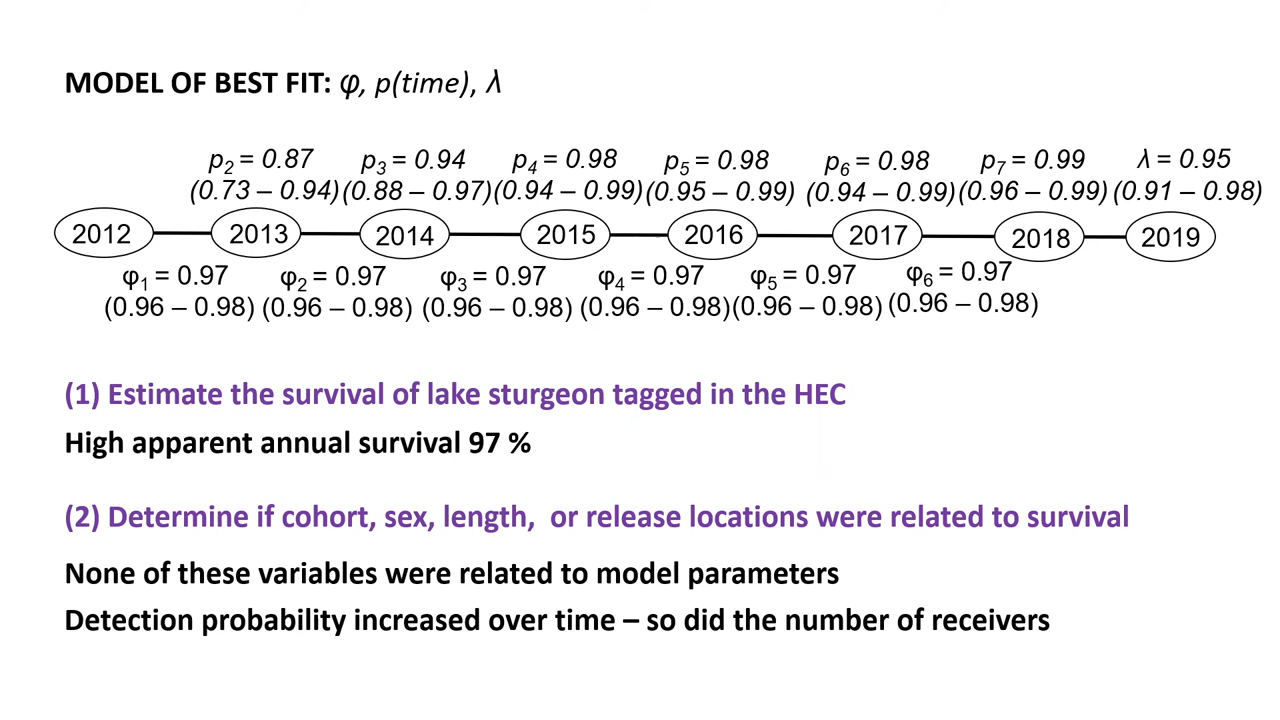 MODEL OF BEST FIT: φ, p(time), λ
p2 = 0.87 p3 = 0.94 p4 = 0.98 p5 = 0.98 p6 = 0.98 p7 = 0.99 λ = 0.95
(0.73 – 0.94) (0.88 – 0.97) (0.94 – 0.99) (0.95 – 0.99) (0.94 – 0.99) (0.96 – 0.99) (0.91 – 0.98)
2012 2013 2014 2015 2016 2017 2018 2019
φ1 = 0.97 φ2 = 0.97 φ3 = 0.97 φ4 = 0.97 φ5 = 0.97 φ6 = 0.97
(0.96 – 0.98) (0.96 – 0.98) (0.96 – 0.98) (0.96 – 0.98) (0.96 – 0.98) (0.96 – 0.98)
(1) Estimate the survival of lake sturgeon tagged in the HEC
High apparent annual survival 97 %
(2) Determine if cohort, sex, length, or release locations were related to survival
None of these variables were related to model parameters
Detection probability increased over time – so did the number of receivers